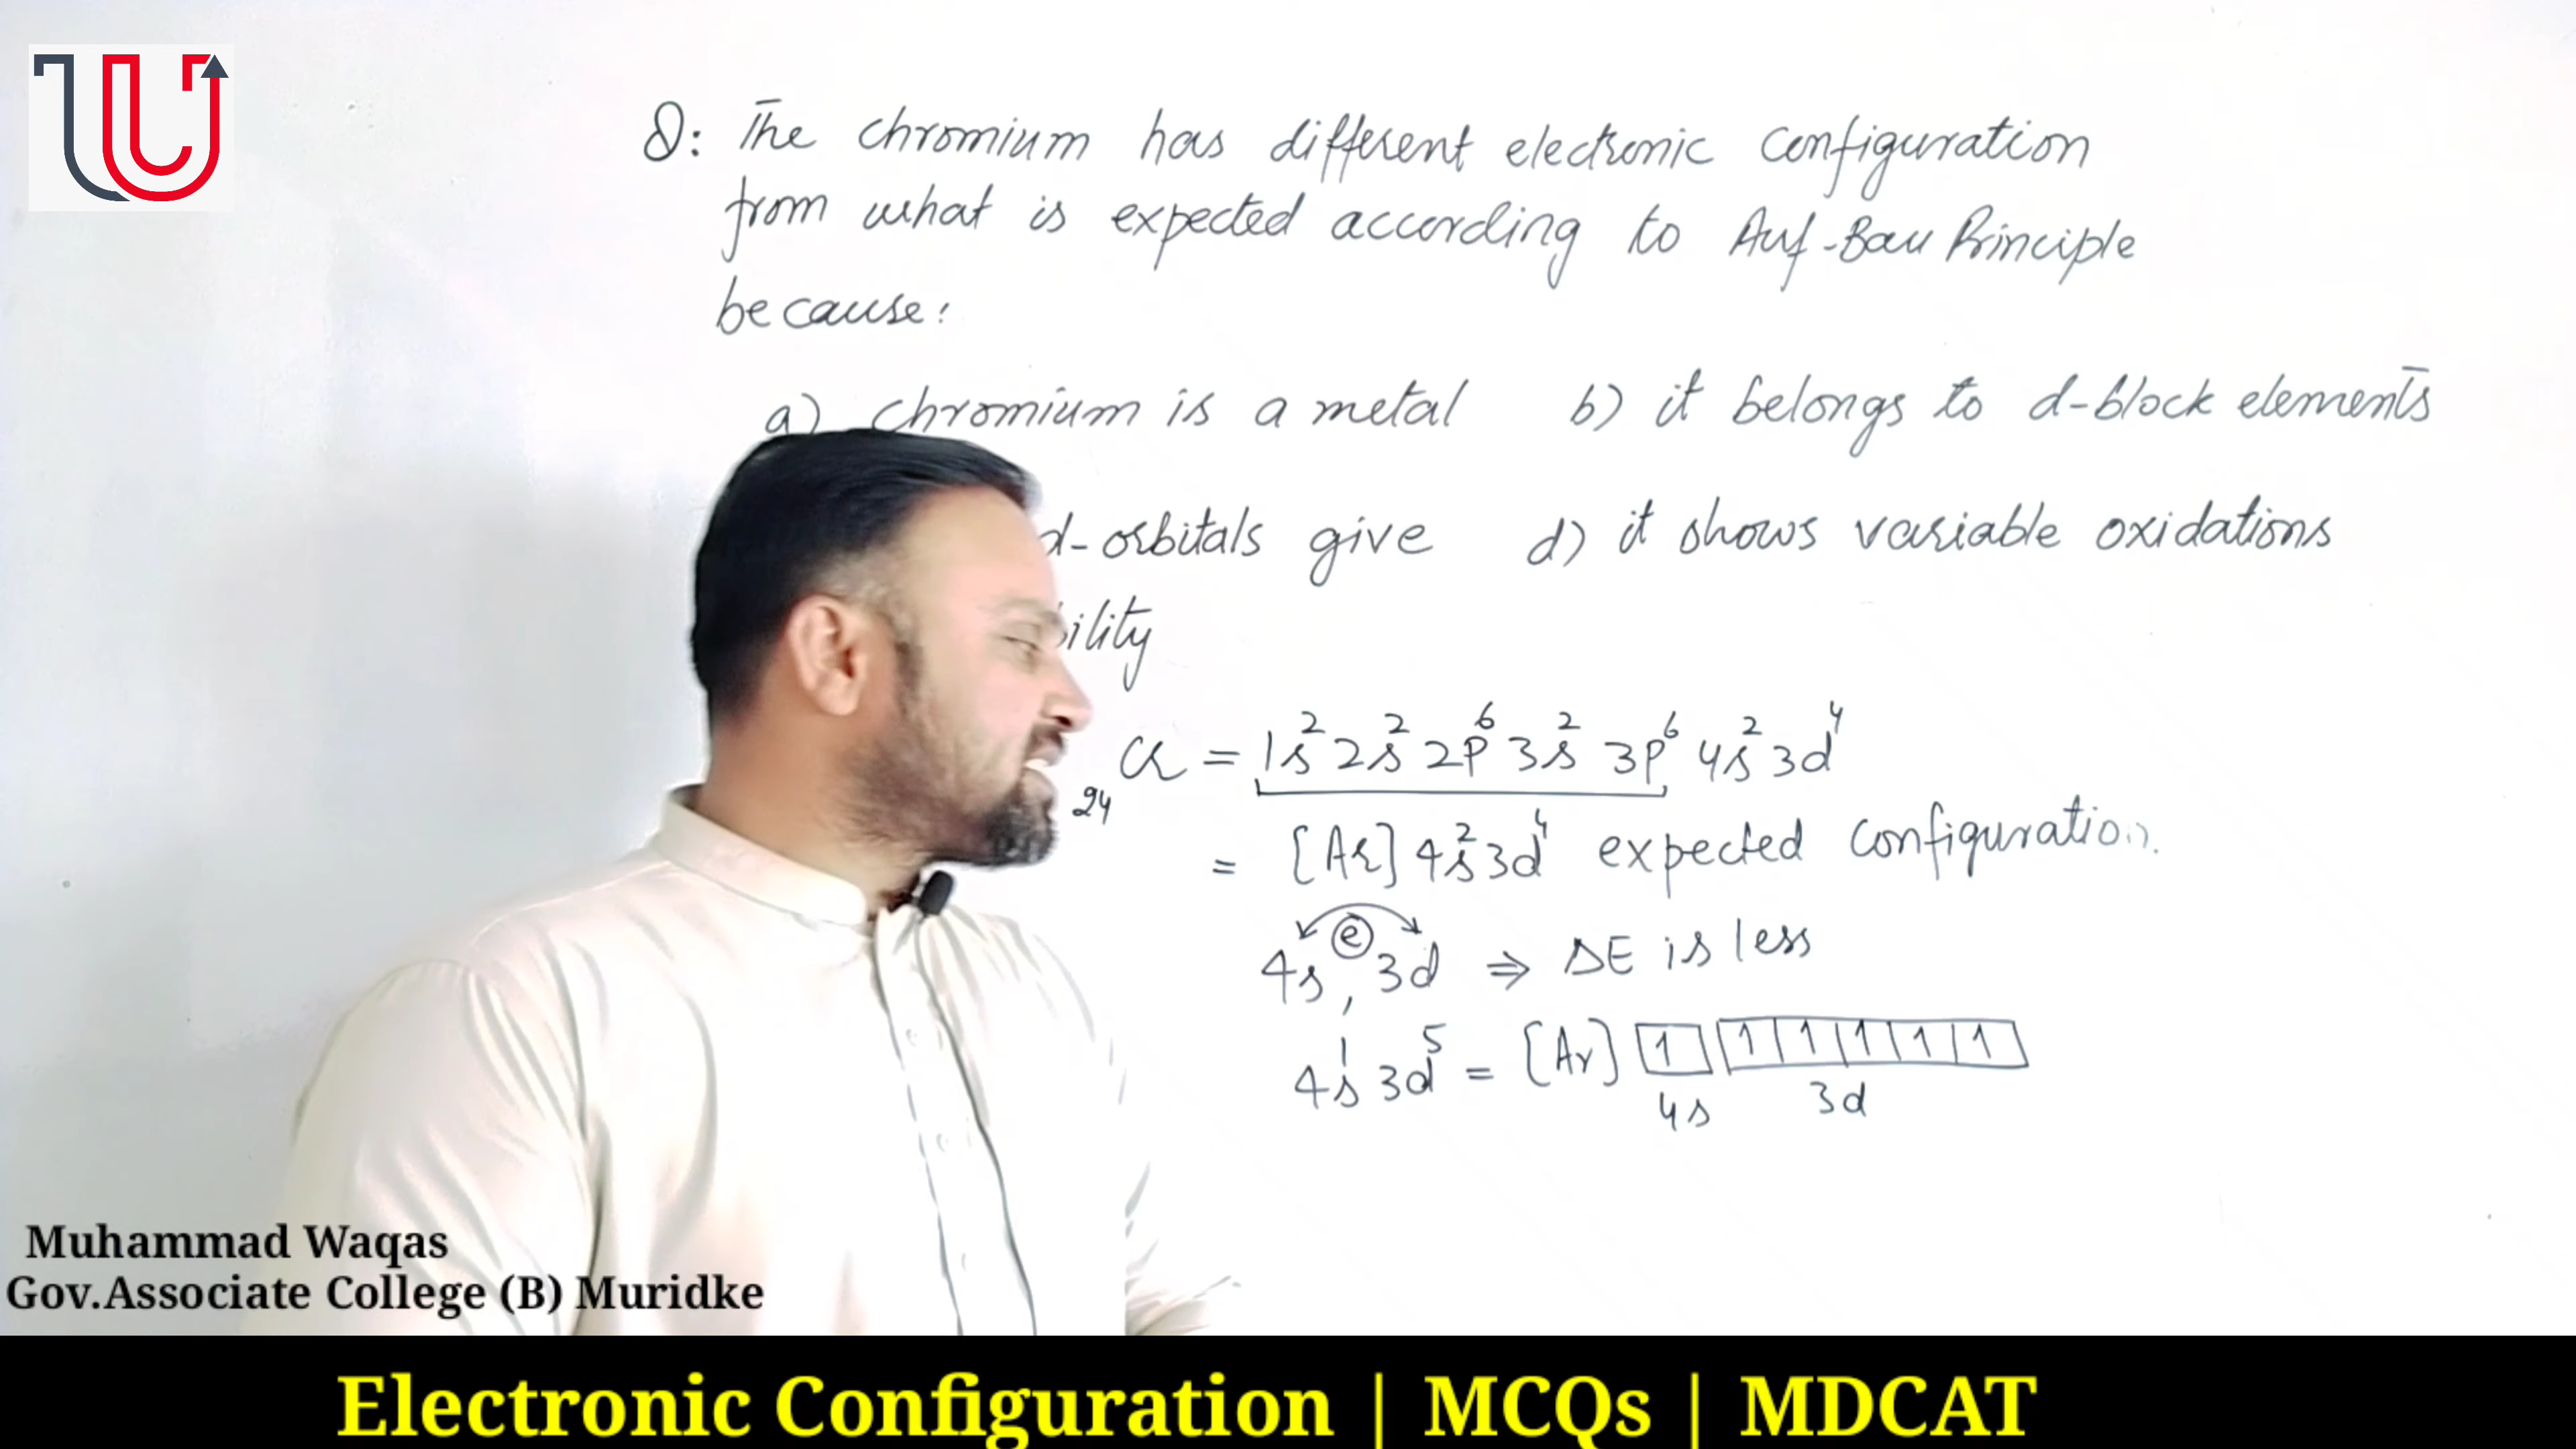 Q: The chromium has different electronic configuration
from what is expected according to Auf-Bau Principle
because:
a) chromium is a metal b) it belongs to d-block elements
d-orbitals give d) it shows variable oxidations
ility
₂₄Cr = 1s² 2s² 2p⁶ 3s² 3p⁶ 4s² 3d⁴
= [Ar] 4s² 3d⁴ expected configuration.
e
4s, 3d ⇒ ΔE is less
4s¹ 3d⁵ = [Ar] 1 1 1 1 1 1
4s 3d
Muhammad Waqas
Gov.Associate College (B) Muridke
Electronic Configuration | MCQs | MDCAT